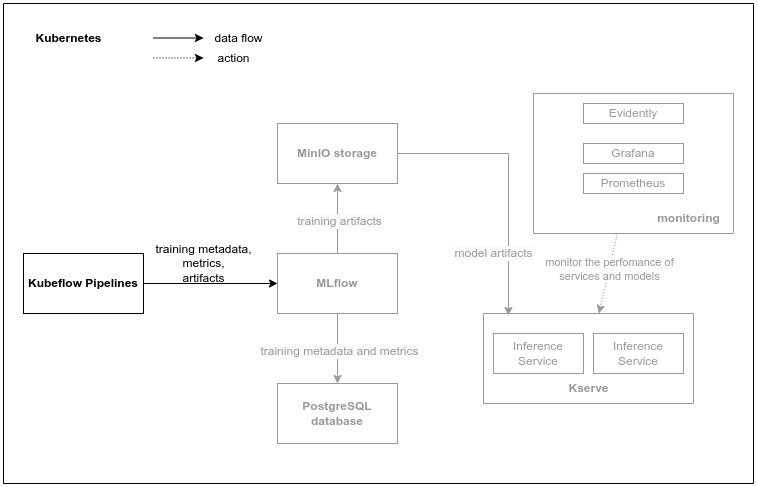 Kubernetes
data flow
action
Evidently
Grafana
Prometheus
monitoring
MinIO storage
training artifacts
model artifacts
monitor the perfomance of
services and models
training metadata,
metrics,
artifacts
Kubeflow Pipelines
MLflow
training metadata and metrics
PostgreSQL
database
Inference
Service
Inference
Service
Kserve